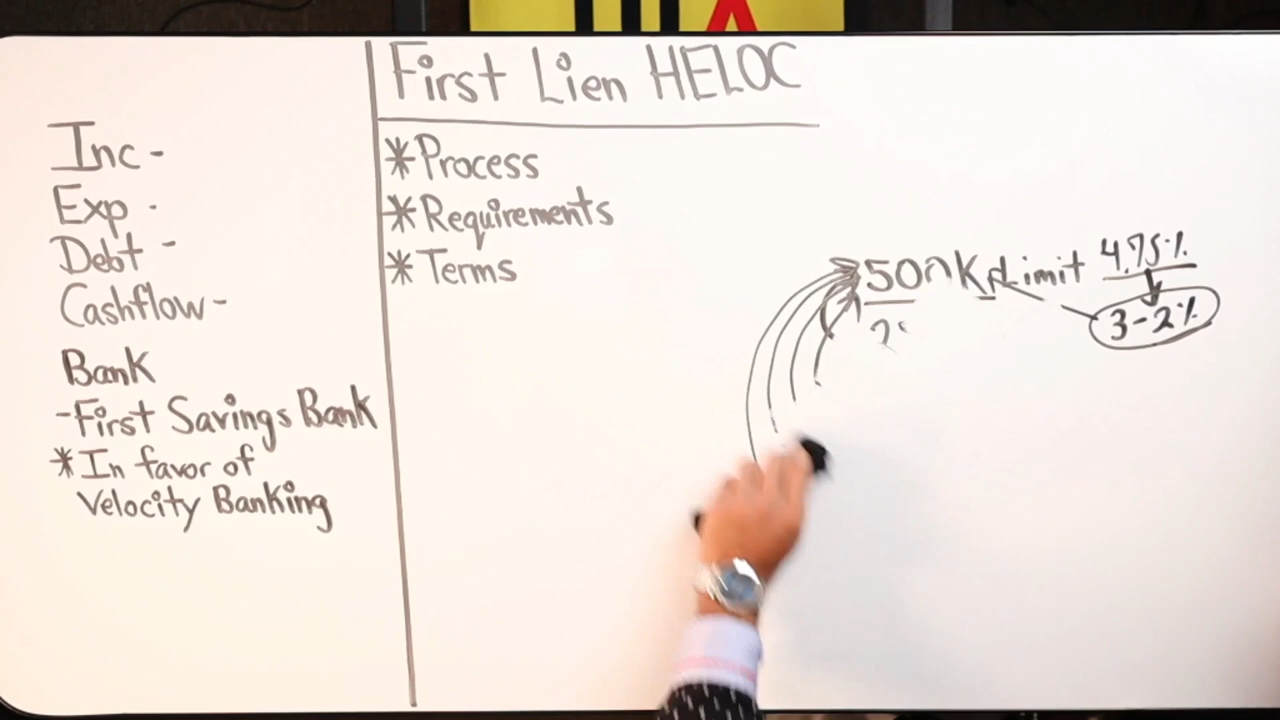 First Lien HELOC
Inc -
Exp -
Debt -
Cashflow -
Bank
-First Savings Bank
*In favor of
Velocity Banking
*Process
*Requirements
*Terms
500K Limit 4.75%
3-2%